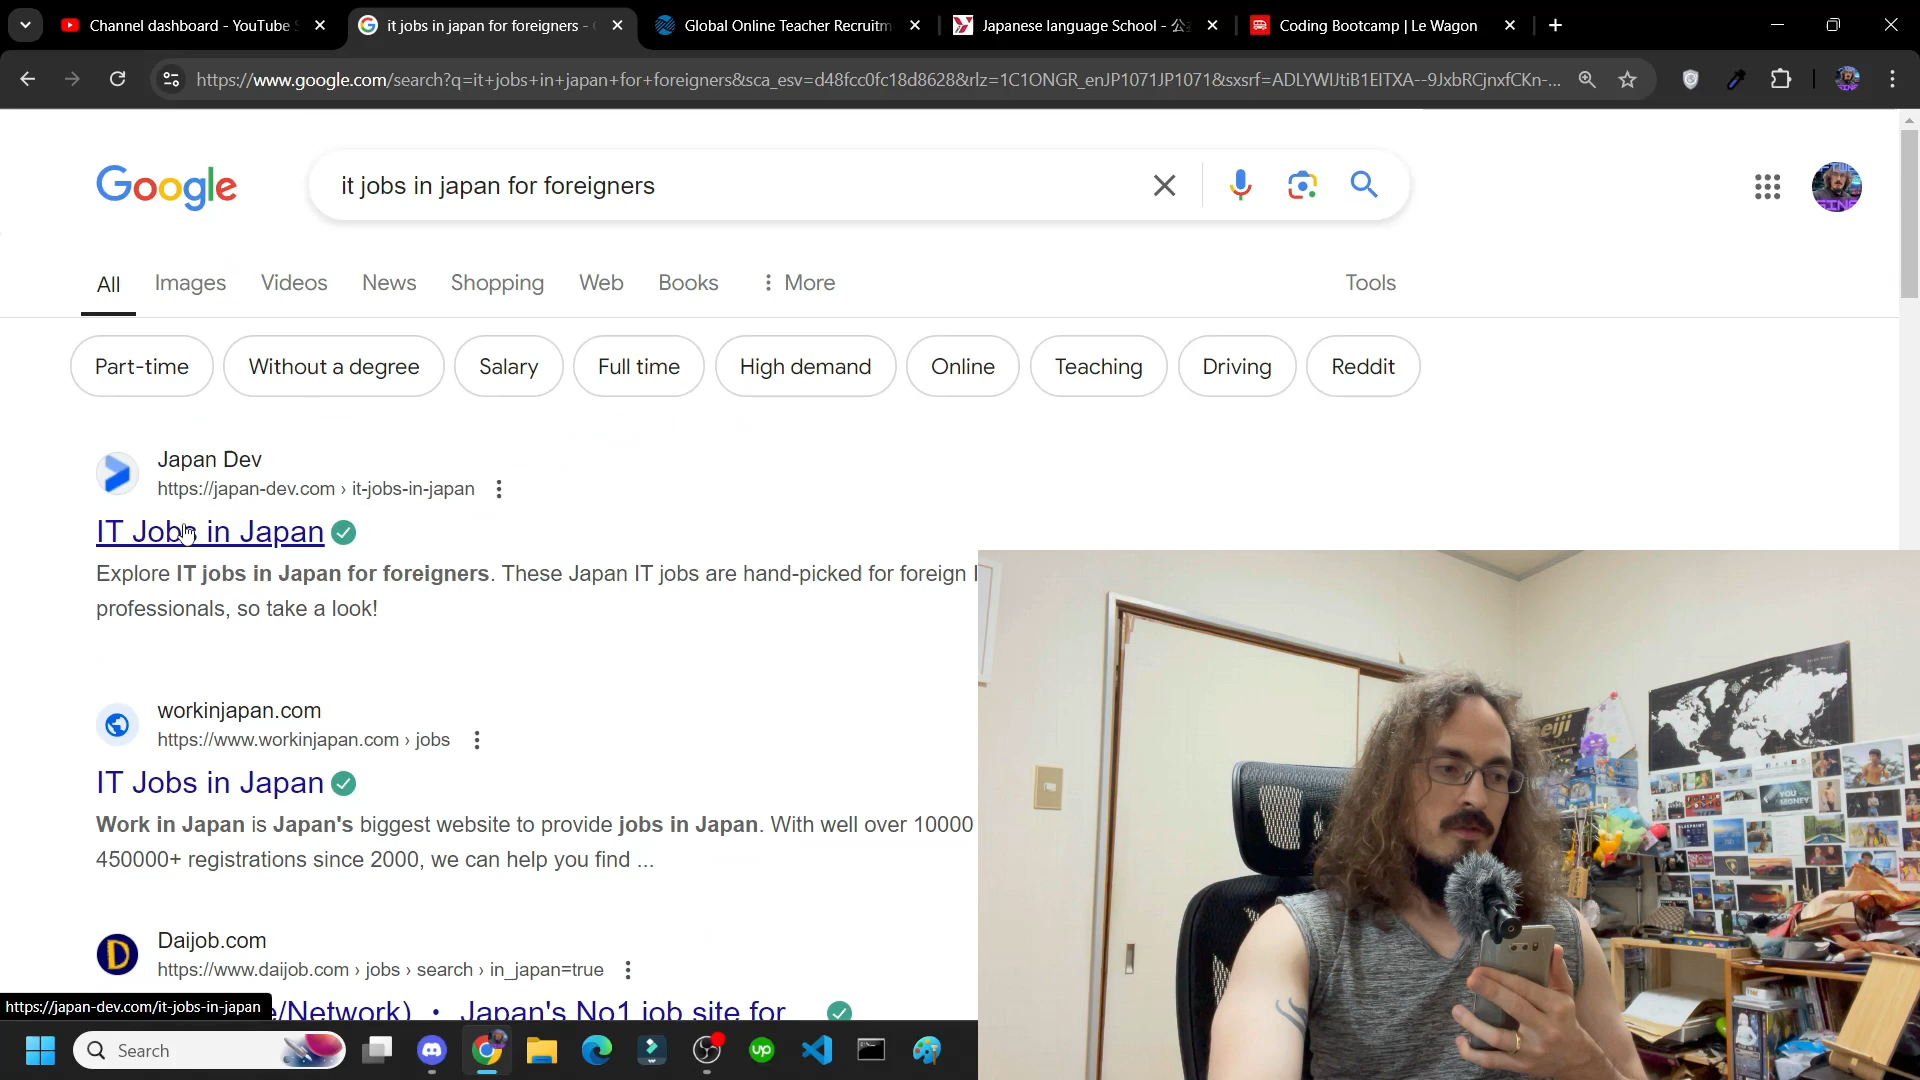 Channel dashboard - YouTube
it jobs in japan for foreigners -
Global Online Teacher Recruitm
Japanese language School - 公
Coding Bootcamp | Le Wagon
https://www.google.com/search?q=it+jobs+in+japan+for+foreigners&sca_esv=d48fcc0fc18d8628&rlz=1C1ONGR_enJP1071JP1071&sxsrf=ADLYWIJtiB1EITXA--9JxbRCjnxfCKn-...
Google
it jobs in japan for foreigners
All
Images
Videos
News
Shopping
Web
Books
More
Tools
Part-time
Without a degree
Salary
Full time
High demand
Online
Teaching
Driving
Reddit
Japan Dev
https://japan-dev.com › it-jobs-in-japan
IT Jobs in Japan
Explore IT jobs in Japan for foreigners. These Japan IT jobs are hand-picked for foreign
professionals, so take a look!
workinjapan.com
https://www.workinjapan.com › jobs
IT Jobs in Japan
Work in Japan is Japan's biggest website to provide jobs in Japan. With well over 10000
450000+ registrations since 2000, we can help you find ...
Daijob.com
https://www.daijob.com › jobs › search › in_japan=true
/Network) ・ Japan's No1 job site for
https://japan-dev.com/it-jobs-in-japan
Search
up
eiji
YOU
MONEY